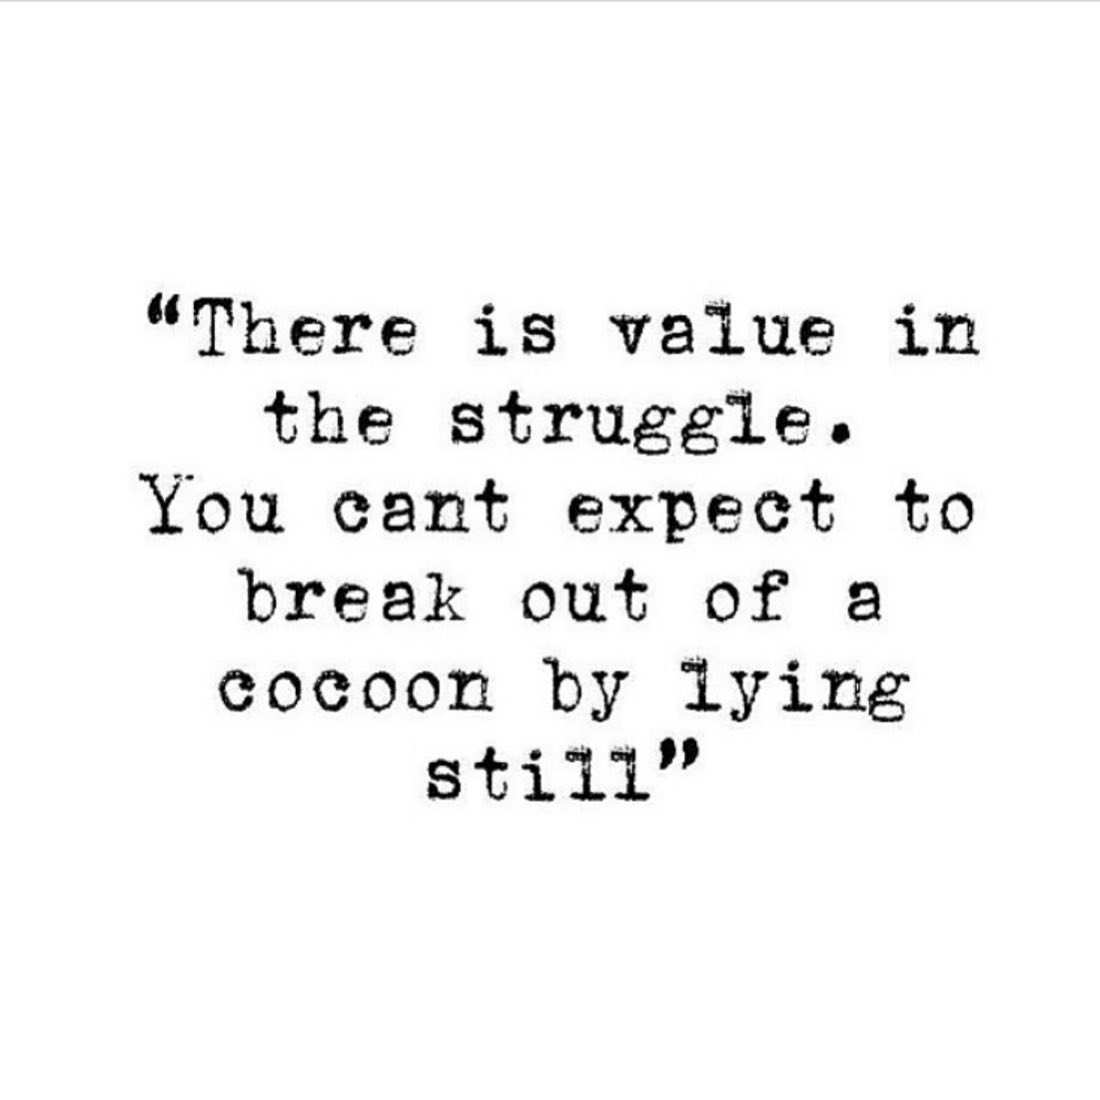 “There is value in
the struggle.
You cant expect to
break out of a
cocoon by lying
still”